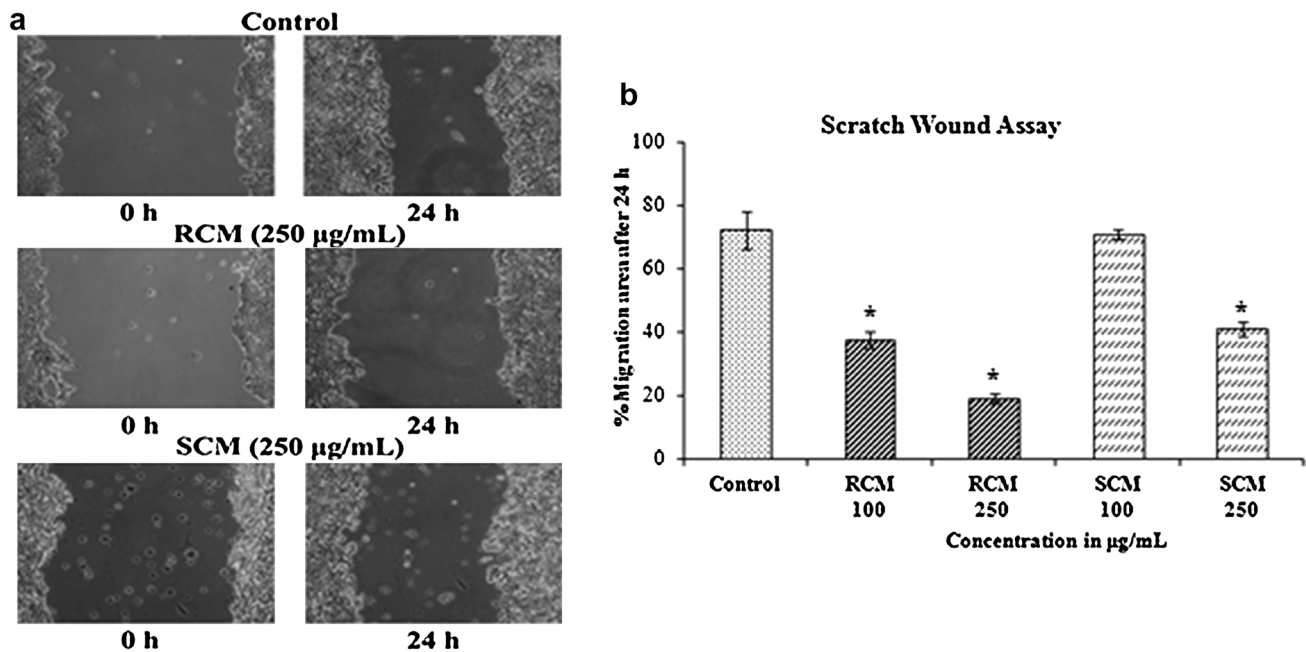 a
Control
0 h
24 h
RCM (250 µg/mL)
0 h
24 h
SCM (250 µg/mL)
0 h
24 h
b
Scratch Wound Assay
% Migration area after 24 h
100
80
60
40
20
0
*
*
*
Control
RCM 100
RCM 250
SCM 100
SCM 250
Concentration in µg/mL